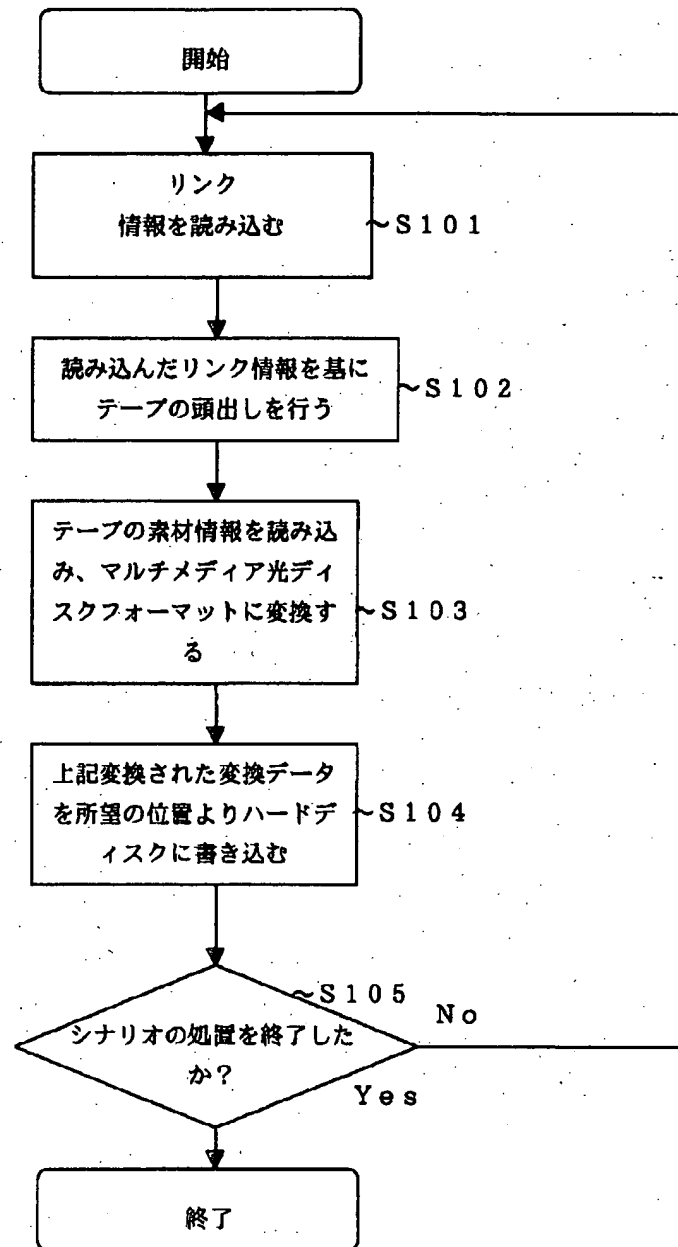 開始
リンク
情報を読み込む
~S101
読み込んだリンク情報を基に
テープの頭出しを行う
~S102
テープの素材情報を読み込
み、マルチメディア光ディ
スクフォーマットに変換す
る
~S103
上記変換された変換データ
を所望の位置よりハードデ
ィスクに書き込む
~S104
~S105
シナリオの処置を終了した
か?
No
Yes
終了